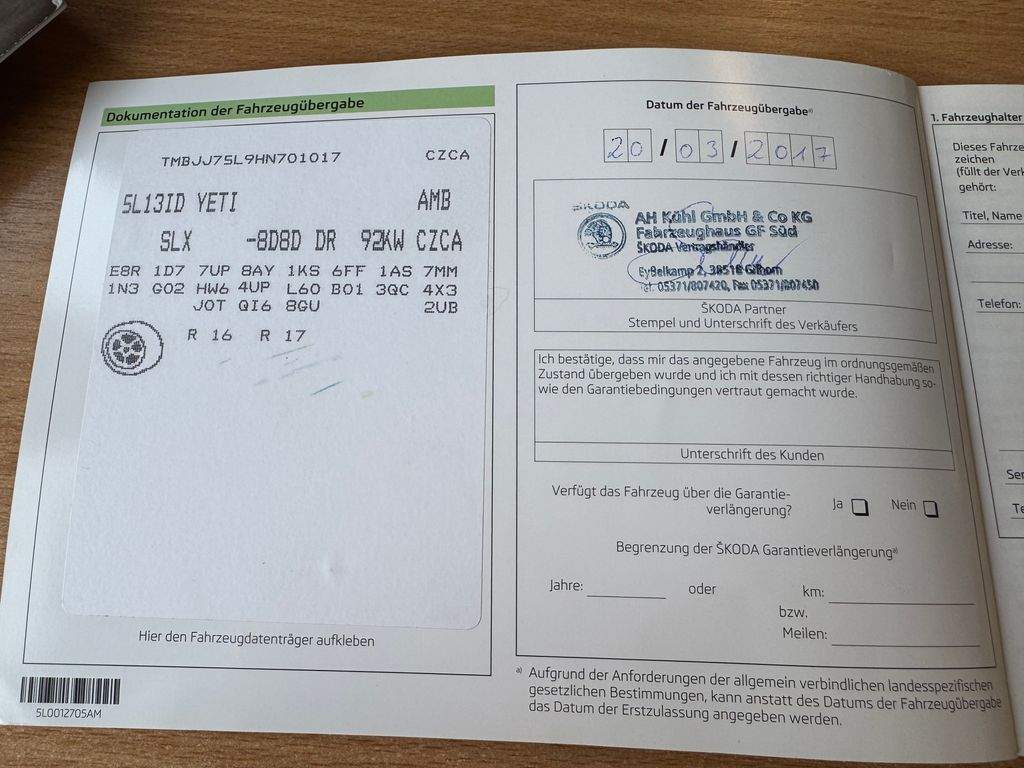 Dokumentation der Fahrzeugübergabe
TMBJJ75L9HN701017 CZCA
5L13ID YETI AMB
SLX -8D8D DR 92KW CZCA
E8R 1D7 7UP 8AY 1KS 6FF 1AS 7MM
1N3 G02 HW6 4UP L60 B01 3QC 4X3
J0T QI6 8GU 2UB
R 16 R 17
Hier den Fahrzeugdatenträger aufkleben
5L0012705AM
Datum der Fahrzeugübergabe a)
20 / 03 / 2017
ŠKODA
AH Kühl GmbH & Co KG
Fahrzeughaus GF Süd
ŠKODA Vertragshändler
Eyßelkamp 2, 38518 Gifhorn
Tel. 05371/807420, Fax 05371/807450
ŠKODA Partner
Stempel und Unterschrift des Verkäufers
Ich bestätige, dass mir das angegebene Fahrzeug im ordnungsgemäßen
Zustand übergeben wurde und ich mit dessen richtiger Handhabung so-
wie den Garantiebedingungen vertraut gemacht wurde.
Unterschrift des Kunden
Verfügt das Fahrzeug über die Garantie-
verlängerung? Ja Nein
Begrenzung der ŠKODA Garantieverlängerung a)
Jahre: oder km:
bzw.
Meilen:
a) Aufgrund der Anforderungen der allgemein verbindlichen landesspezifischen
gesetzlichen Bestimmungen, kann anstatt des Datums der Fahrzeugübergabe
das Datum der Erstzulassung angegeben werden.
1. Fahrzeughalter
Dieses Fahrze
zeichen
(füllt der Verk
gehört:
Titel, Name
Adresse:
Telefon:
Ser
Te